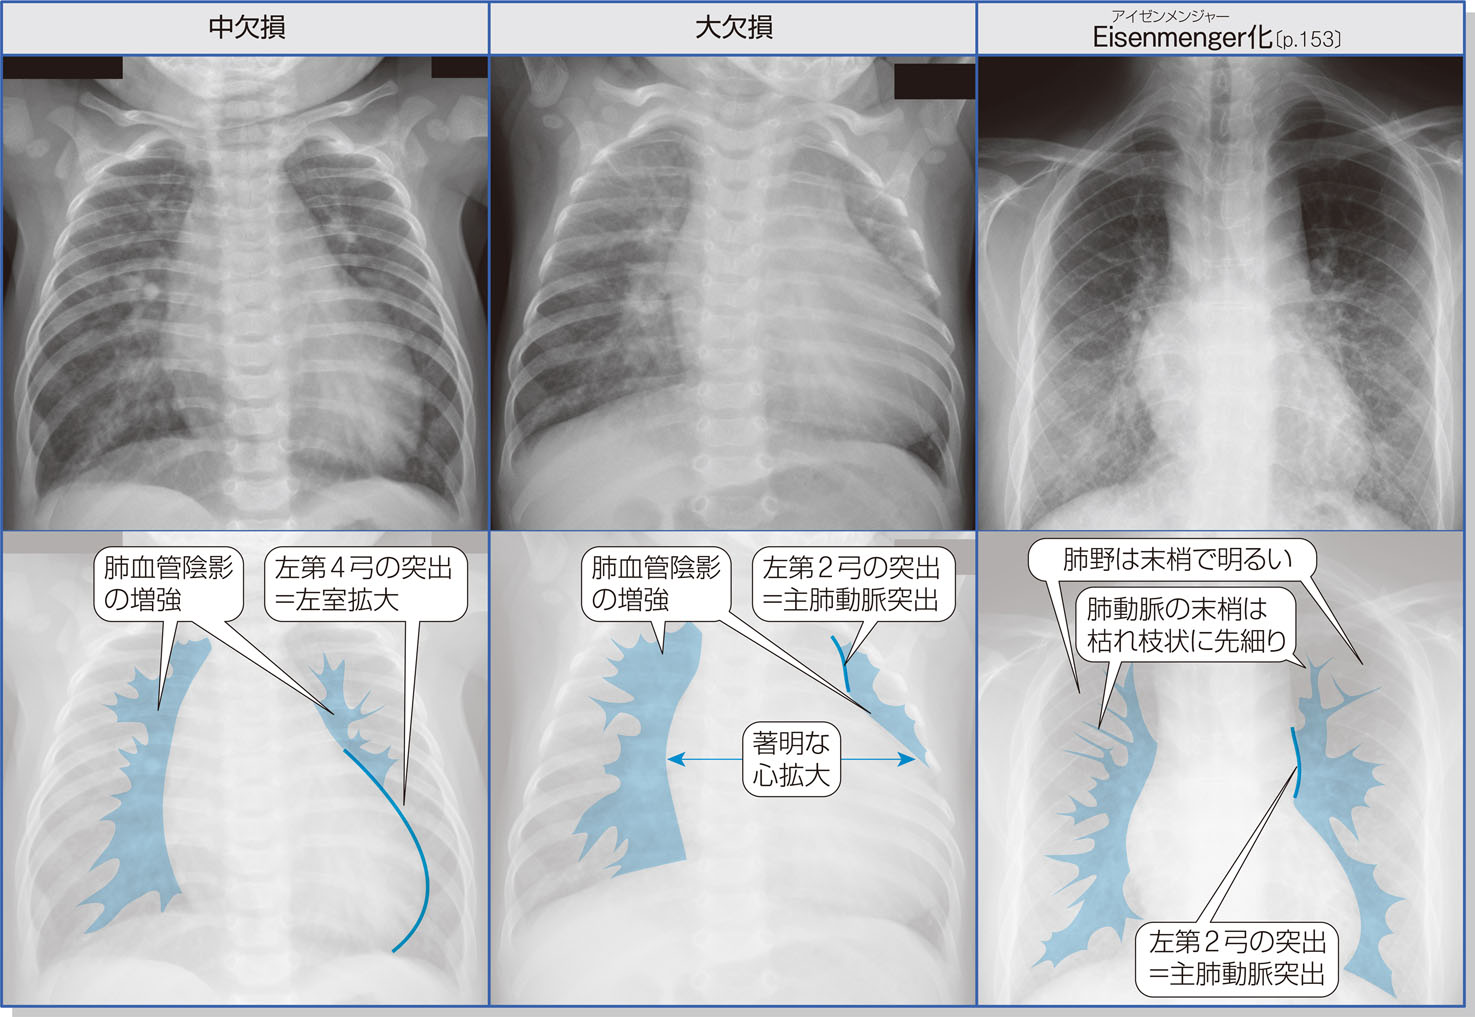 中欠損
大欠損
アイゼンメンジャー
Eisenmenger化〔p.153〕
肺血管陰影
の増強
左第4弓の突出
=左室拡大
肺血管陰影
の増強
左第2弓の突出
=主肺動脈突出
著明な
心拡大
肺野は末梢で明るい
肺動脈の末梢は
枯れ枝状に先細り
左第2弓の突出
=主肺動脈突出